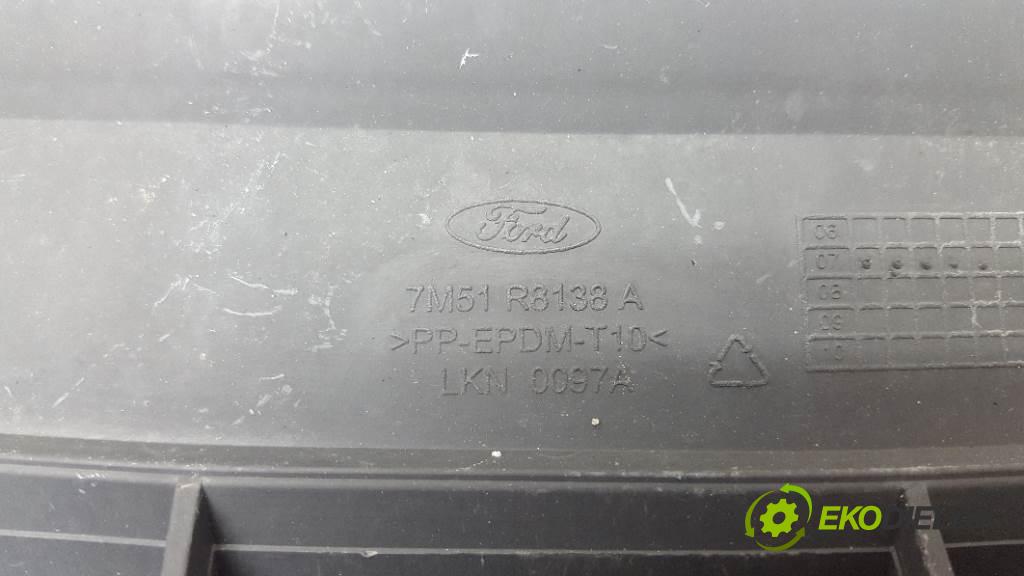 Ford
7M51 R8138 A
>PP-EPDM-T10<
LKN 0097A
06
07
08
09
10
EKO